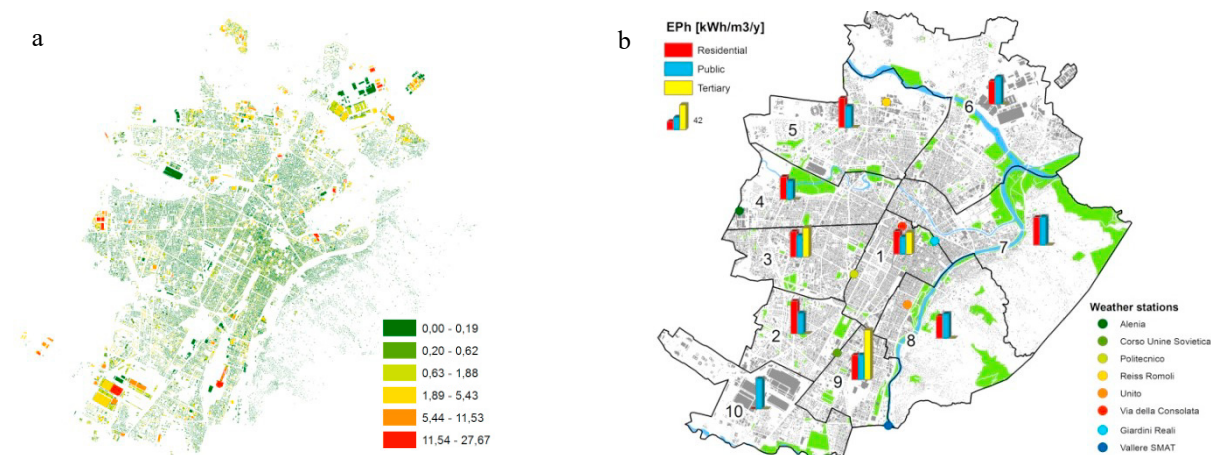 a
0,00 - 0,19
0,20 - 0,62
0,63 - 1,88
1,89 - 5,43
5,44 - 11,53
11,54 - 27,67
b
EPh [kWh/m3/y]
Residential
Public
Tertiary
42
6
5
4
3
1
7
2
8
9
10
Weather stations
Alenia
Corso Unine Sovietica
Politecnico
Reiss Romoli
Unito
Via della Consolata
Giardini Reali
Vallere SMAT